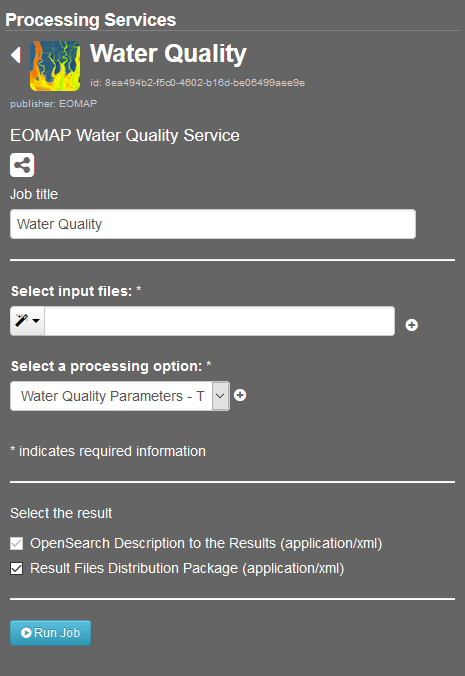 Processing Services
Water Quality
id: 8ea494b2-f5c0-4602-b16d-be06499aee9e
publisher: EOMAP
EOMAP Water Quality Service
Job title
Water Quality
Select input files: *
Select a processing option: *
Water Quality Parameters - T
* indicates required information
Select the result
OpenSearch Description to the Results (application/xml)
Result Files Distribution Package (application/xml)
Run Job